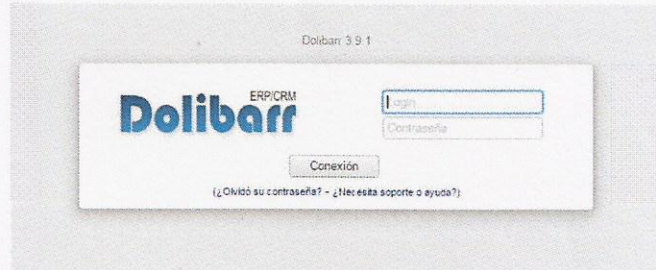 Dolibarr 3.9.1
ERP/CRM
Dolibarr
Login
Contraseña
Conexión
(¿Olvidó su contraseña? - ¿Necesita soporte o ayuda?)